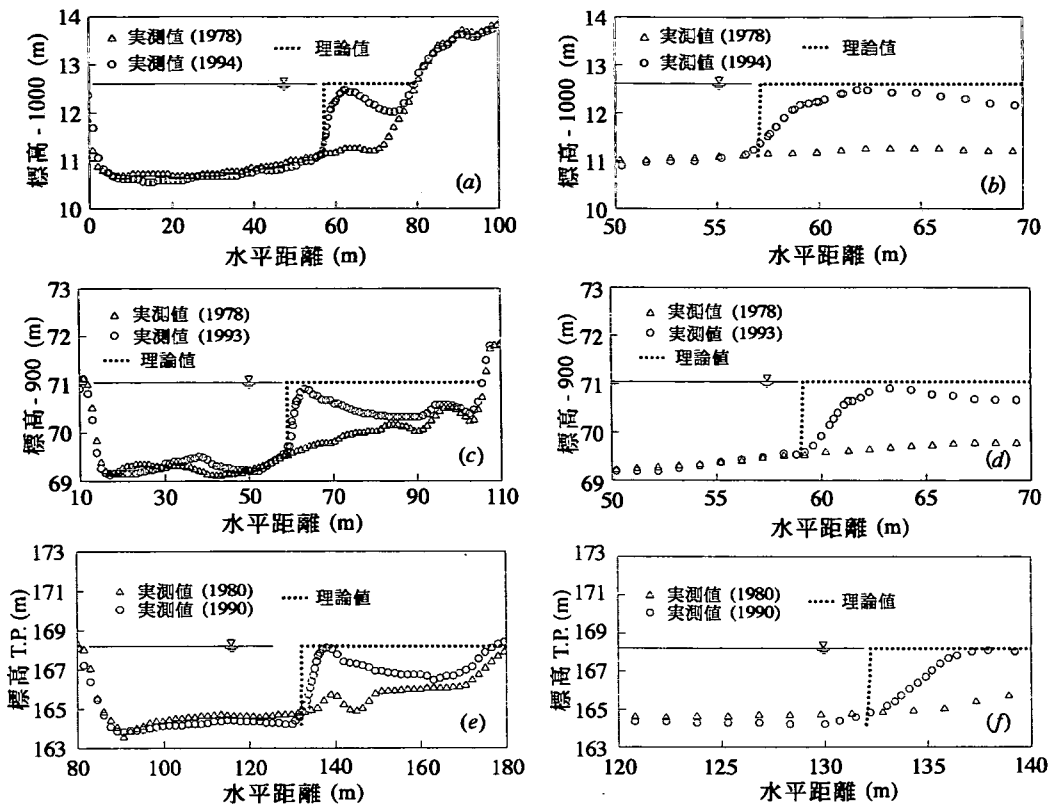 標高 - 1000 (m)
14
13
12
11
10
△ 実測値 (1978)
○ 実測値 (1994)
理論値
(a)
0 20 40 60 80 100
水平距離 (m)
標高 - 1000 (m)
14
13
12
11
10
△ 実測値 (1978)
○ 実測値 (1994)
理論値
(b)
50 55 60 65 70
水平距離 (m)
標高 - 900 (m)
73
72
71
70
69
△ 実測値 (1978)
○ 実測値 (1993)
理論値
(c)
10 30 50 70 90 110
水平距離 (m)
標高 - 900 (m)
73
72
71
70
69
△ 実測値 (1978)
○ 実測値 (1993)
理論値
(d)
50 55 60 65 70
水平距離 (m)
標高 T.P. (m)
173
171
169
165
163
△ 実測値 (1980)
○ 実測値 (1990)
理論値
(e)
80 100 120 140 160 180
水平距離 (m)
標高 T.P. (m)
173
171
169
165
163
△ 実測値 (1980)
○ 実測値 (1990)
理論値
(f)
120 125 130 135 140
水平距離 (m)